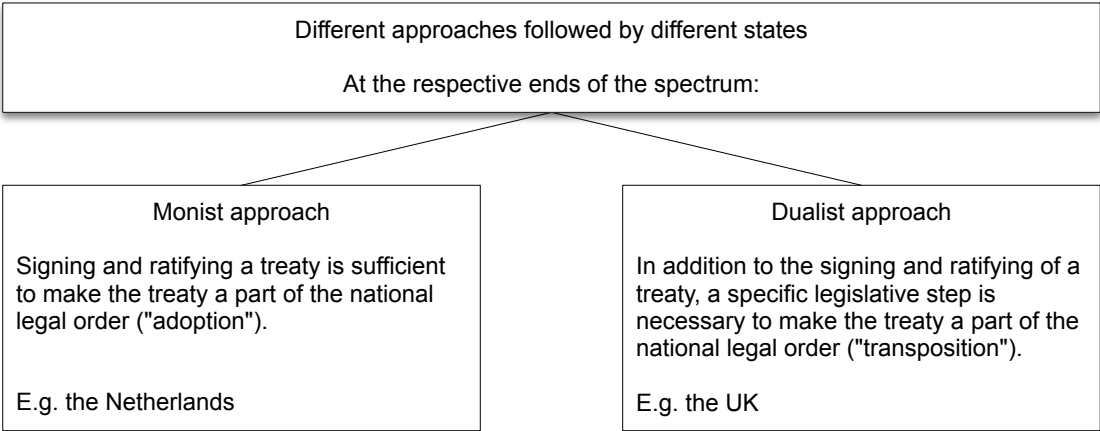 Different approaches followed by different states
At the respective ends of the spectrum:
Monist approach
Signing and ratifying a treaty is sufficient
to make the treaty a part of the national
legal order ("adoption").
E.g. the Netherlands
Dualist approach
In addition to the signing and ratifying of a
treaty, a specific legislative step is
necessary to make the treaty a part of the
national legal order ("transposition").
E.g. the UK